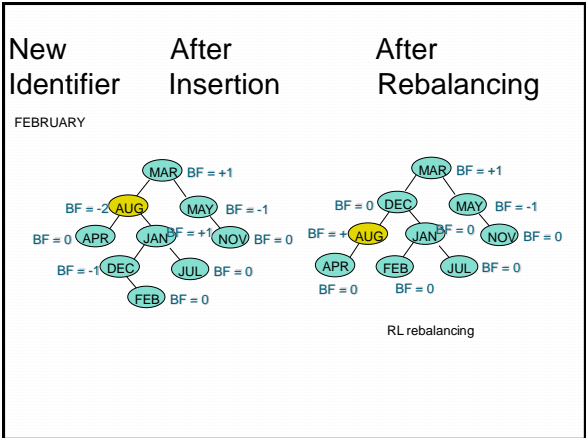 New After After
Identifier Insertion Rebalancing
FEBRUARY
MAR BF = +1 MAR BF = +1
BF = -2 AUG MAY BF = -1 BF = 0 DEC MAY BF = -1
BF = 0 APR JAN BF = +1 NOV BF = 0 BF = + AUG JAN BF = 0 NOV BF = 0
BF = -1 DEC JUL BF = 0 APR FEB JUL BF = 0
FEB BF = 0 BF = 0 BF = 0
RL rebalancing